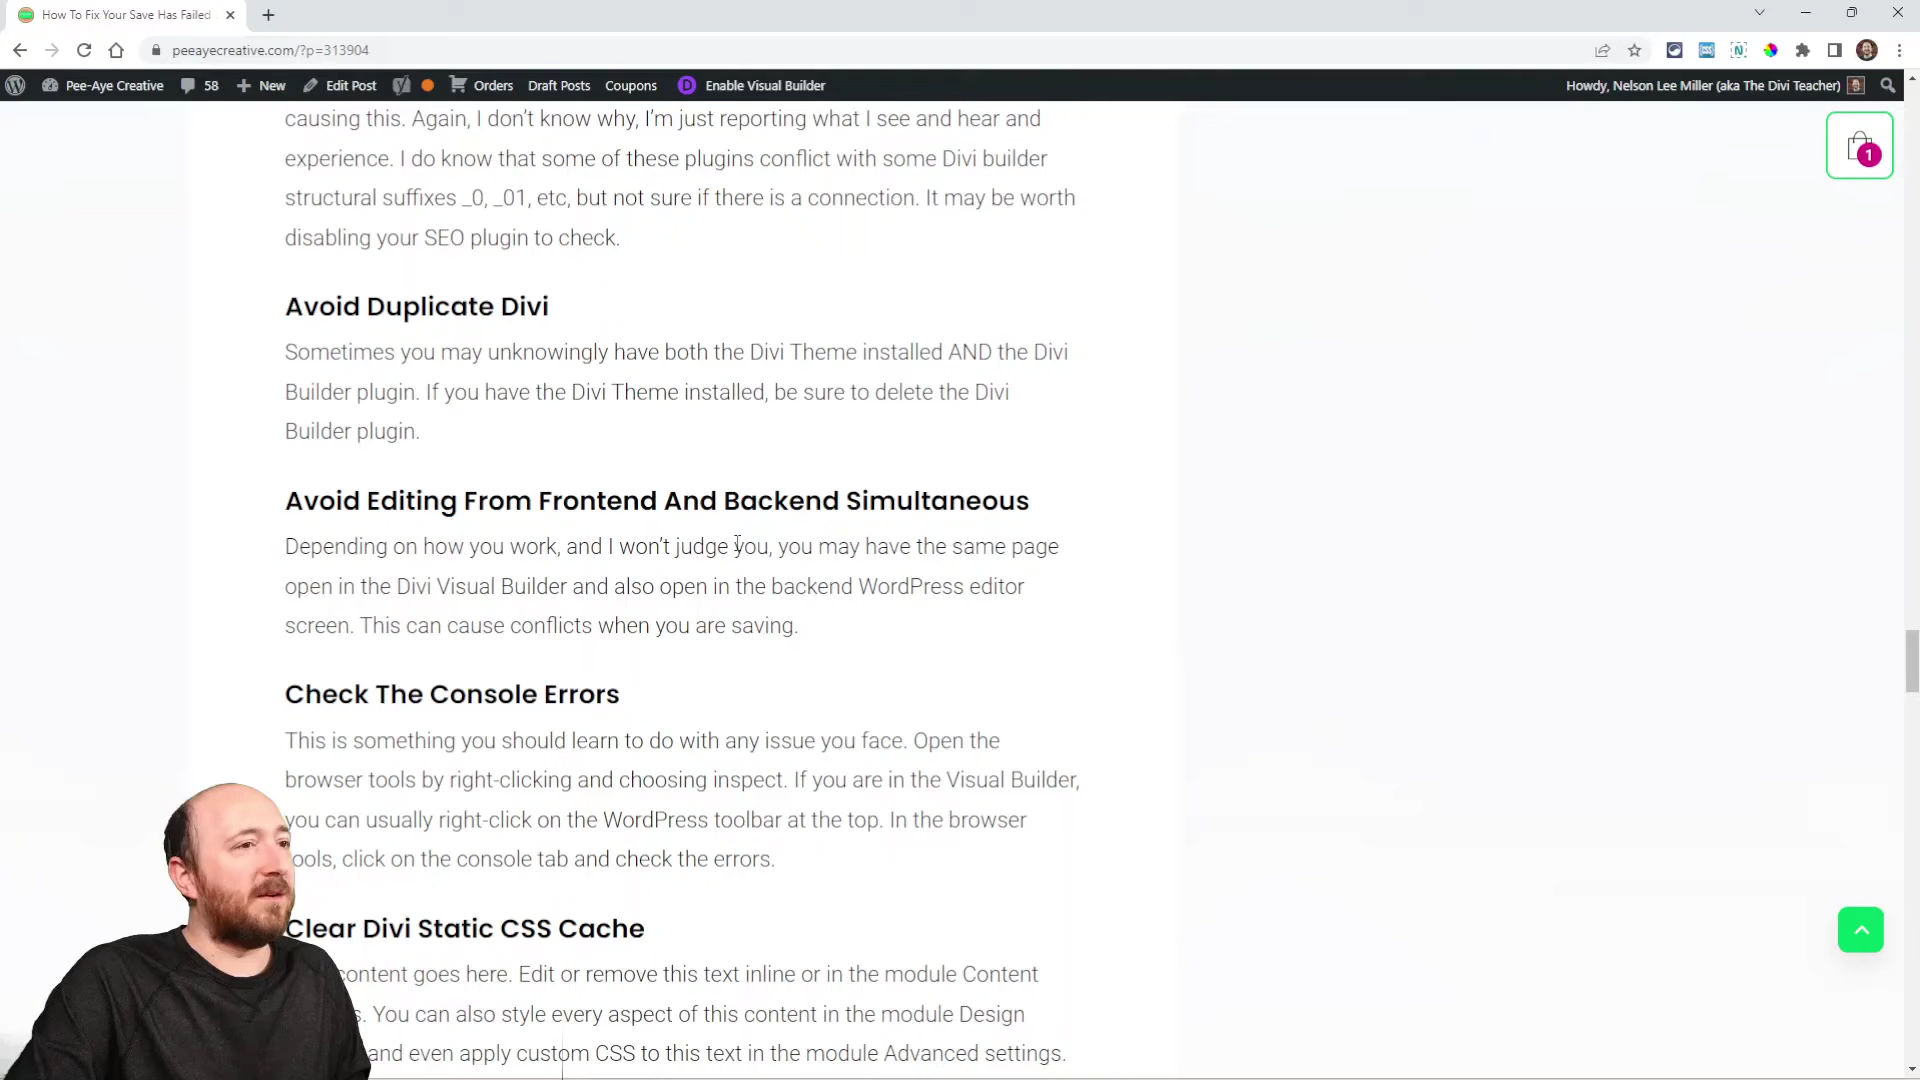 How To Fix Your Save Has Failed
peeayecreative.com/?p=313904
Pee-Aye Creative 58 New Edit Post Orders Draft Posts Coupons Enable Visual Builder Howdy, Nelson Lee Miller (aka The Divi Teacher)
1
causing this. Again, I don't know why, I'm just reporting what I see and hear and
experience. I do know that some of these plugins conflict with some Divi builder
structural suffixes _0, _01, etc, but not sure if there is a connection. It may be worth
disabling your SEO plugin to check.
Avoid Duplicate Divi
Sometimes you may unknowingly have both the Divi Theme installed AND the Divi
Builder plugin. If you have the Divi Theme installed, be sure to delete the Divi
Builder plugin.
Avoid Editing From Frontend And Backend Simultaneous
Depending on how you work, and I won't judge you, you may have the same page
open in the Divi Visual Builder and also open in the backend WordPress editor
screen. This can cause conflicts when you are saving.
Check The Console Errors
This is something you should learn to do with any issue you face. Open the
browser tools by right-clicking and choosing inspect. If you are in the Visual Builder,
you can usually right-click on the WordPress toolbar at the top. In the browser
ools, click on the console tab and check the errors.
Clear Divi Static CSS Cache
content goes here. Edit or remove this text inline or in the module Content
s. You can also style every aspect of this content in the module Design
and even apply custom CSS to this text in the module Advanced settings.